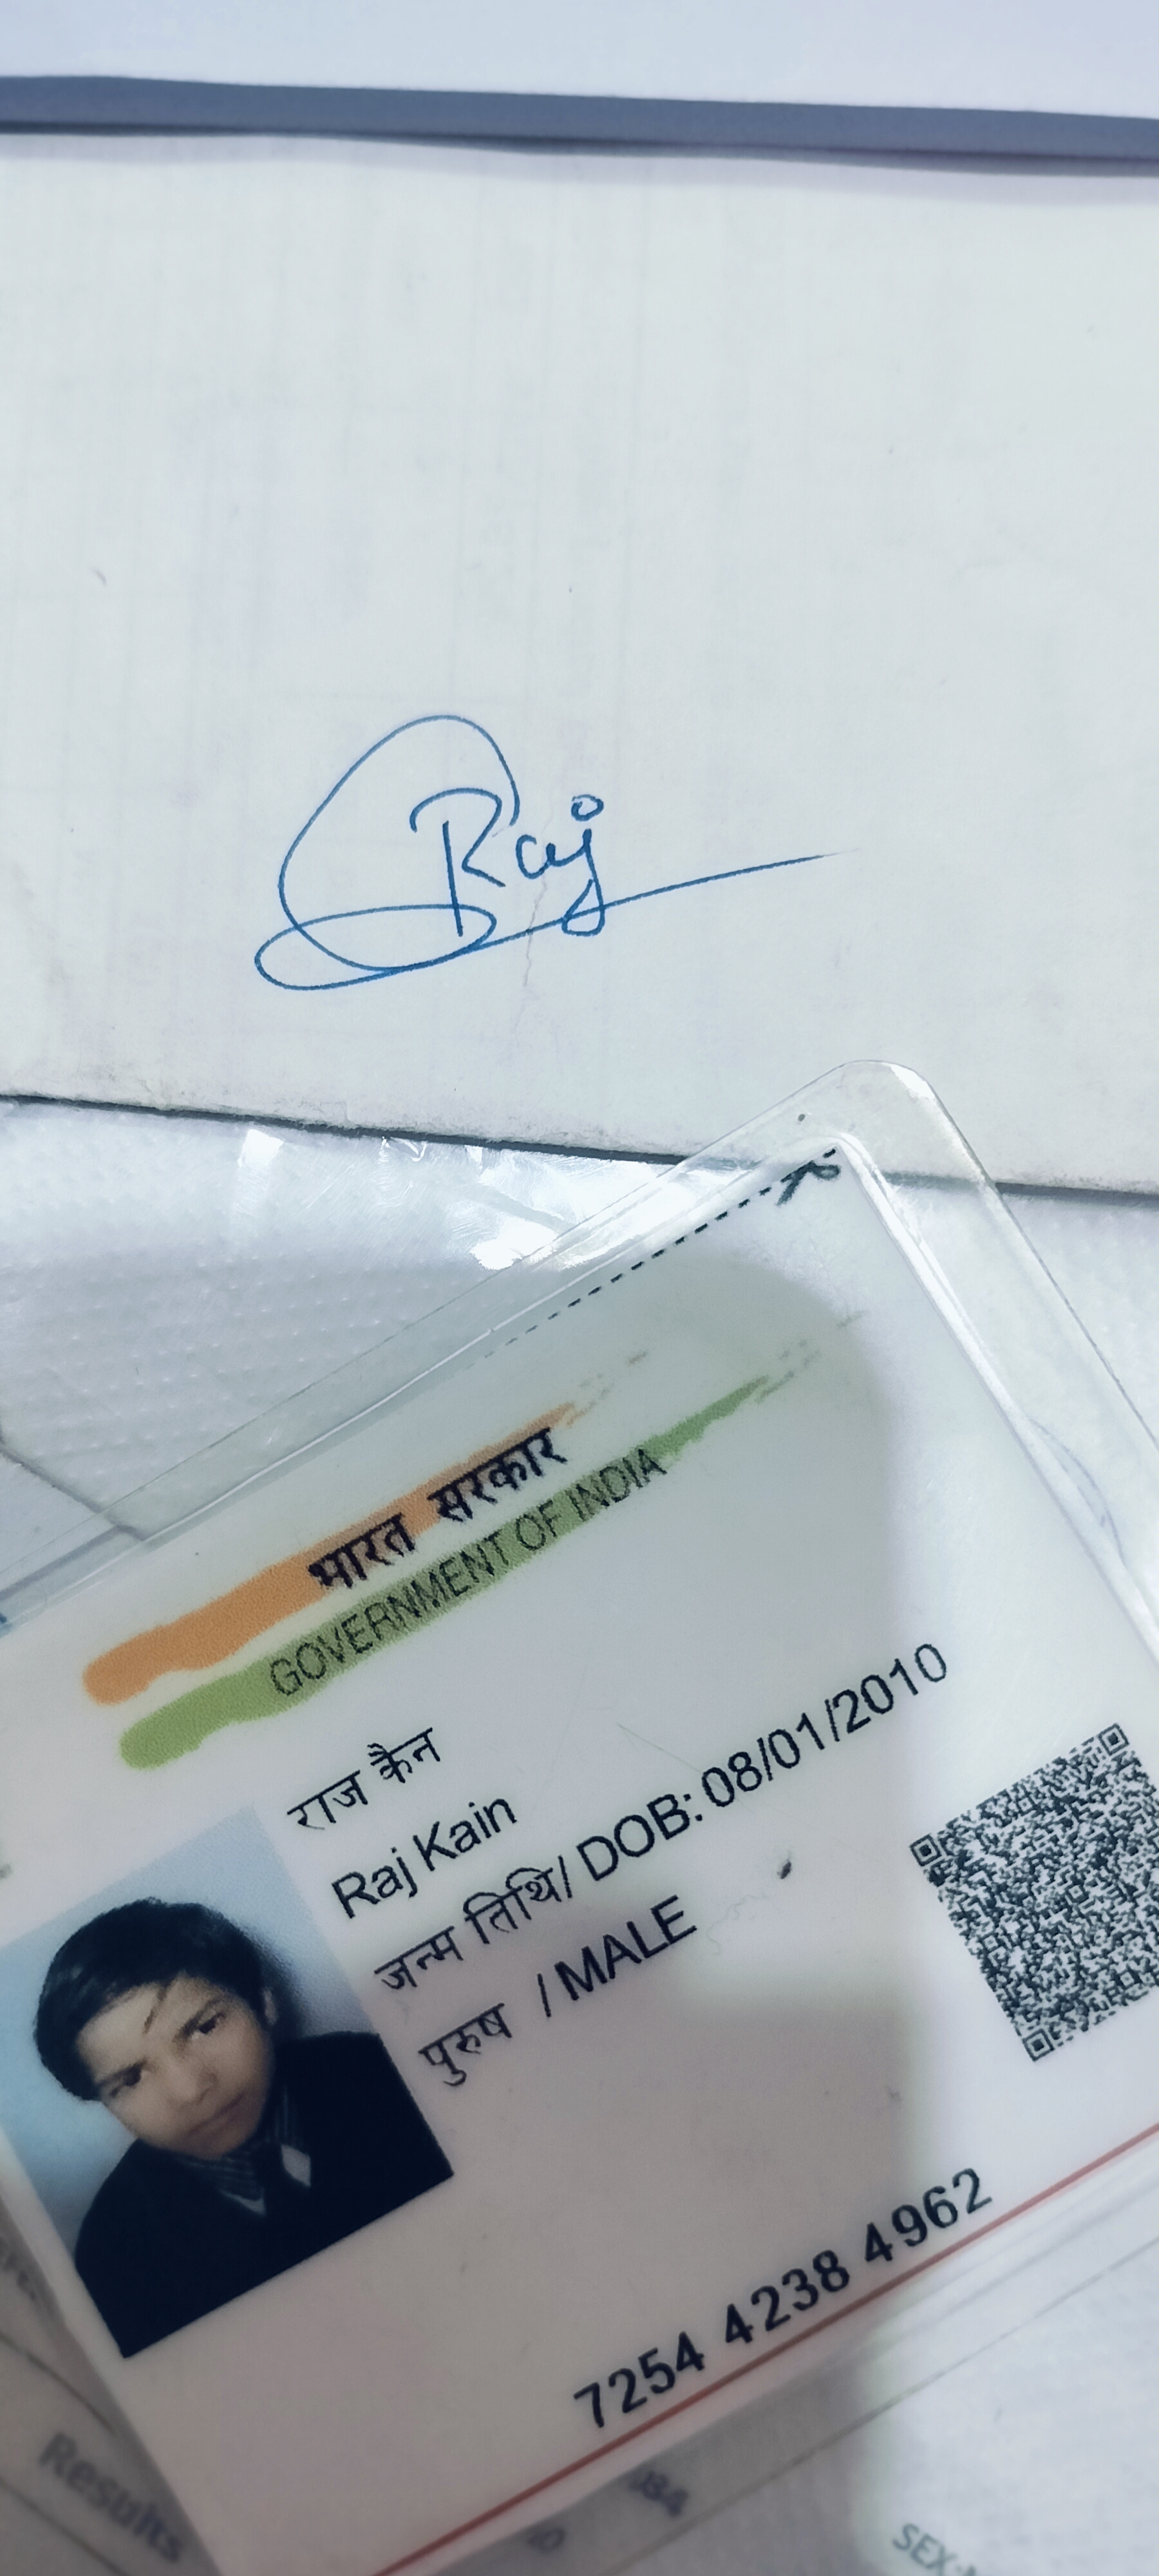 Raj
भारत सरकार
GOVERNMENT OF INDIA
राज कैन
Raj Kain
जन्म तिथि/ DOB: 08/01/2010
पुरुष / MALE
7254 4238 4962
Results